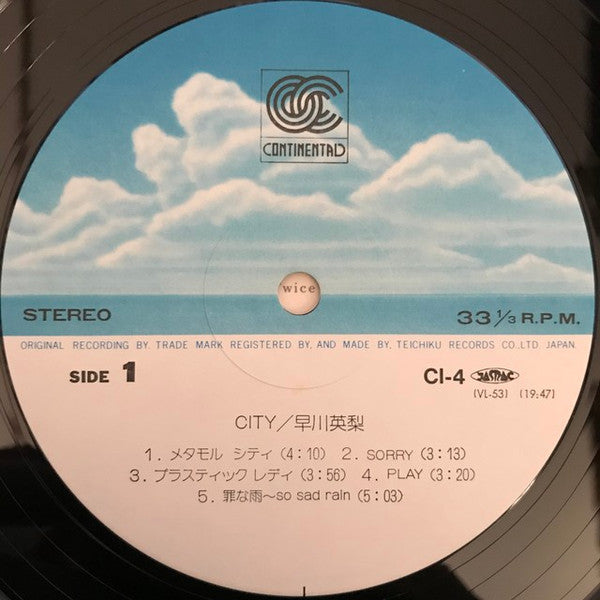 CONTINENTAL
wice
STEREO 33 1/3 R.P.M.
ORIGINAL RECORDING BY. TRADE MARK REGISTERED BY, AND MADE BY, TEICHIKU RECORDS CO.,LTD. JAPAN.
SIDE 1 CI-4 JASRAC
(VL-53) (19:47)
CITY／早川英梨
1. メタモル シティ (4:10) 2. SORRY (3:13)
3. プラスティック レディ (3:56) 4. PLAY (3:20)
5. 罪な雨〜so sad rain (5:03)